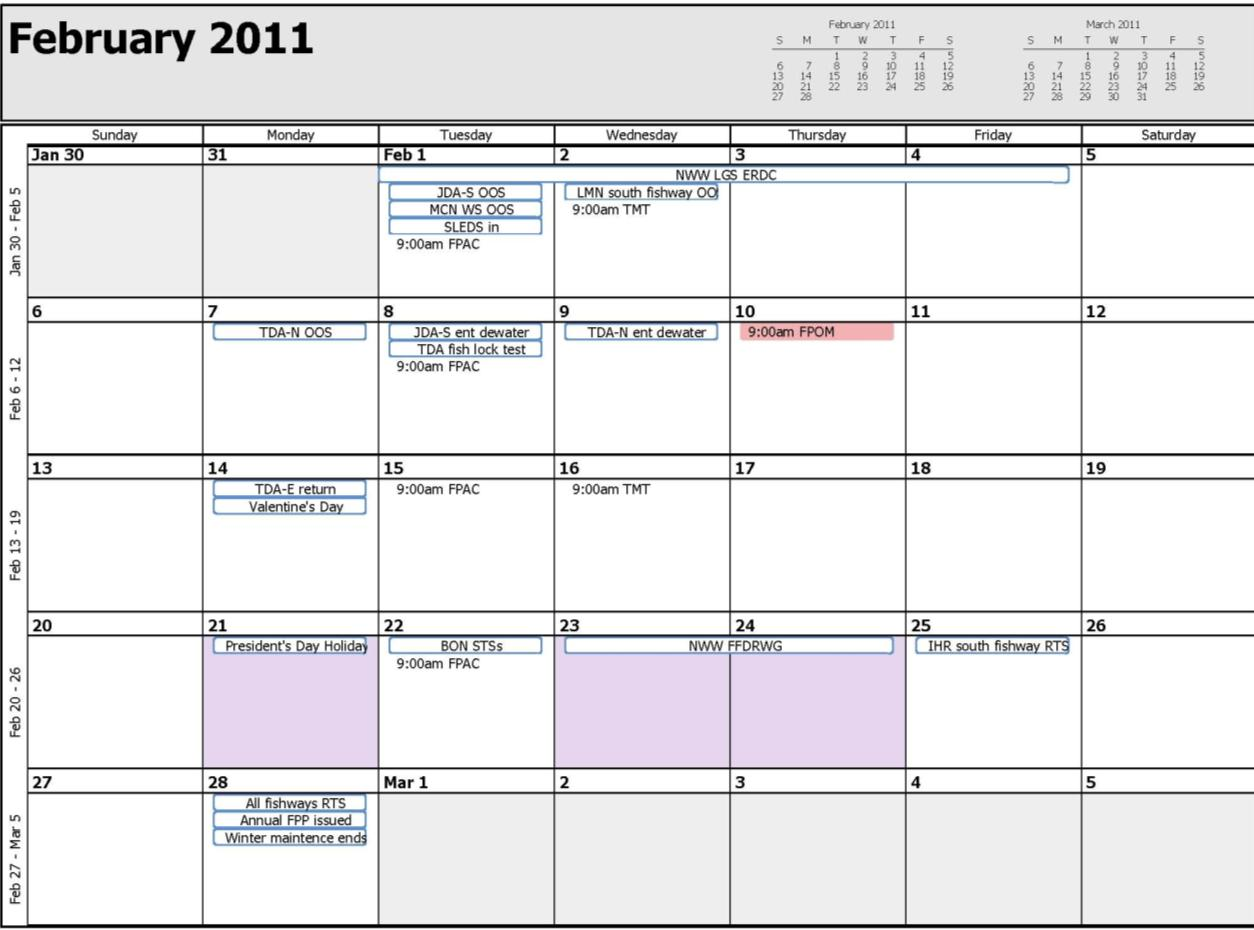 February 2011
February 2011
S M T W T F S
1 2 3 4 5
6 7 8 9 10 11 12
13 14 15 16 17 18 19
20 21 22 23 24 25 26
27 28
March 2011
S M T W T F S
1 2 3 4 5
6 7 8 9 10 11 12
13 14 15 16 17 18 19
20 21 22 23 24 25 26
27 28 29 30 31
Sunday Monday Tuesday Wednesday Thursday Friday Saturday
Jan 30 - Feb 5
Jan 30 31 Feb 1 2 3 4 5
NWW LGS ERDC
JDA-S OOS LMN south fishway OO
MCN WS OOS 9:00am TMT
SLEDS in
9:00am FPAC
Feb 6 - 12
6 7 8 9 10 11 12
TDA-N OOS JDA-S ent dewater TDA-N ent dewater 9:00am FPOM
TDA fish lock test
9:00am FPAC
Feb 13 - 19
13 14 15 16 17 18 19
TDA-E return 9:00am FPAC 9:00am TMT
Valentine's Day
Feb 20 - 26
20 21 22 23 24 25 26
President's Day Holiday BON STSs NWW FFDRWG IHR south fishway RTS
9:00am FPAC
Feb 27 - Mar 5
27 28 Mar 1 2 3 4 5
All fishways RTS
Annual FPP issued
Winter maintence ends